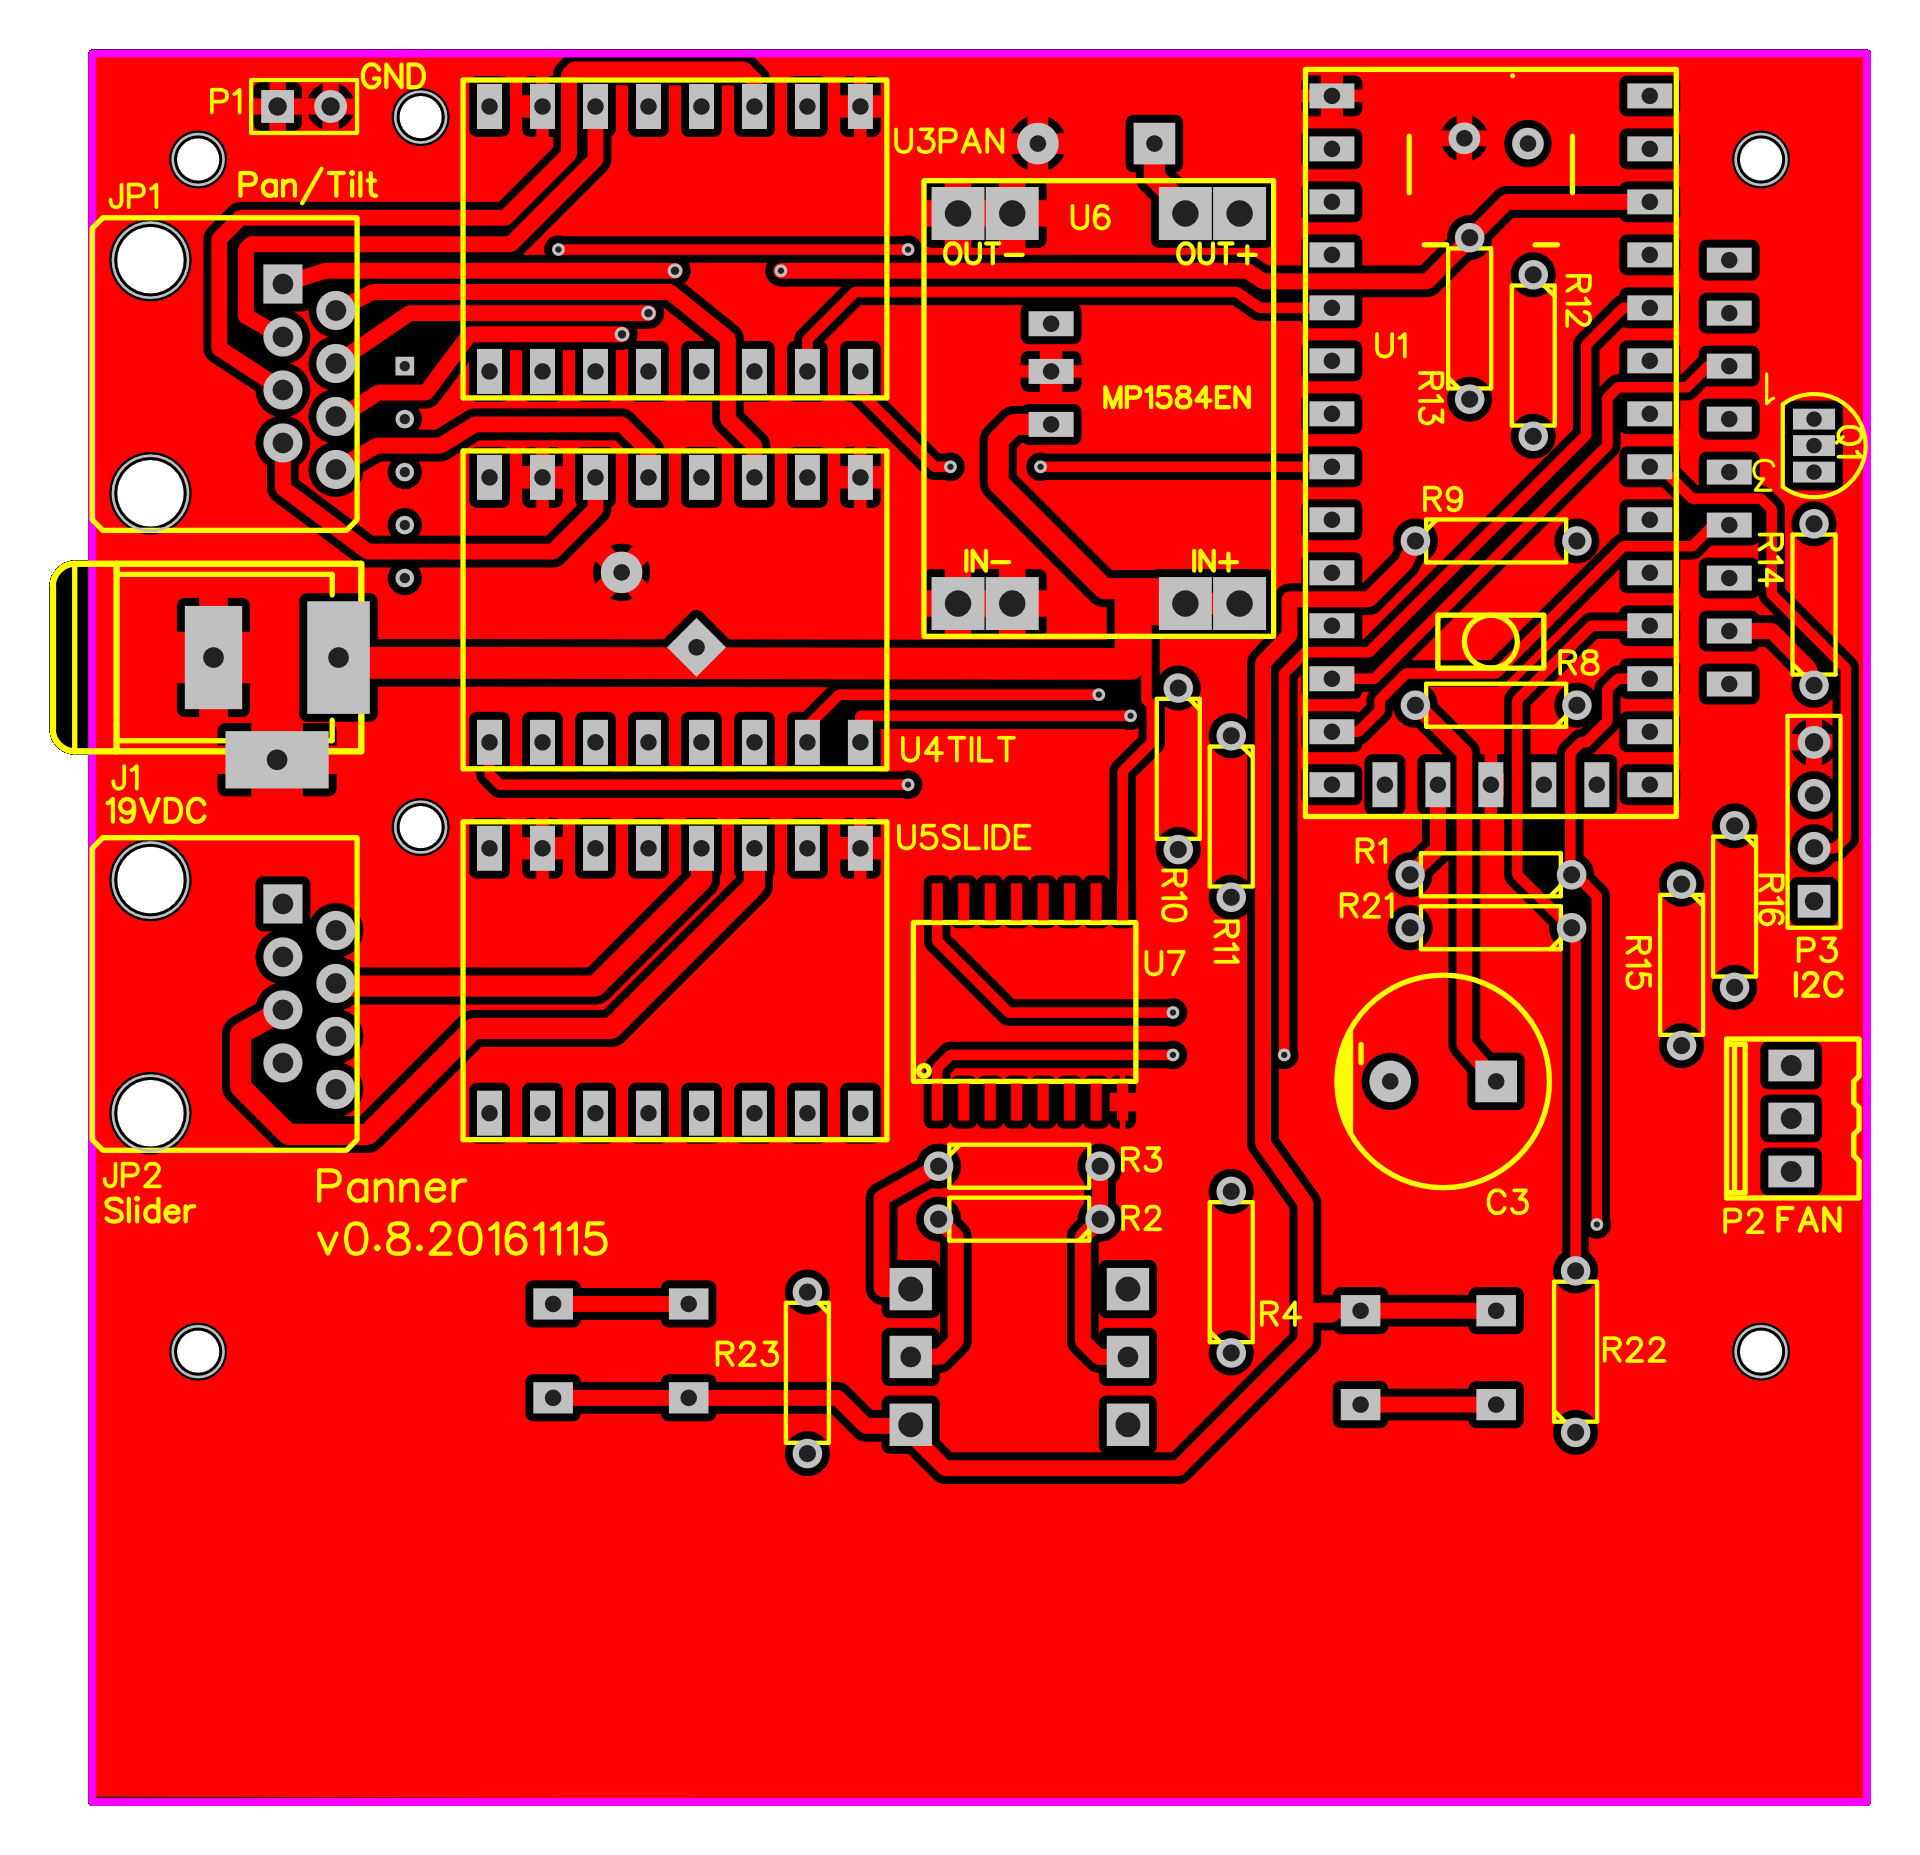 GND
P1
U3PAN
Pan/Tilt
JP1
U6
OUT-
OUT+
R12
U1
R13
MP1584EN
1
Q1
3
R9
R14
IN-
IN+
R8
U4TILT
J1
19VDC
U5SLIDE
R1
R10
R21
R16
R11
U7
R15
P3
I2C
R3
JP2
Panner
Slider
R2
C3
P2
FAN
v0.8.20161115
R4
R23
R22